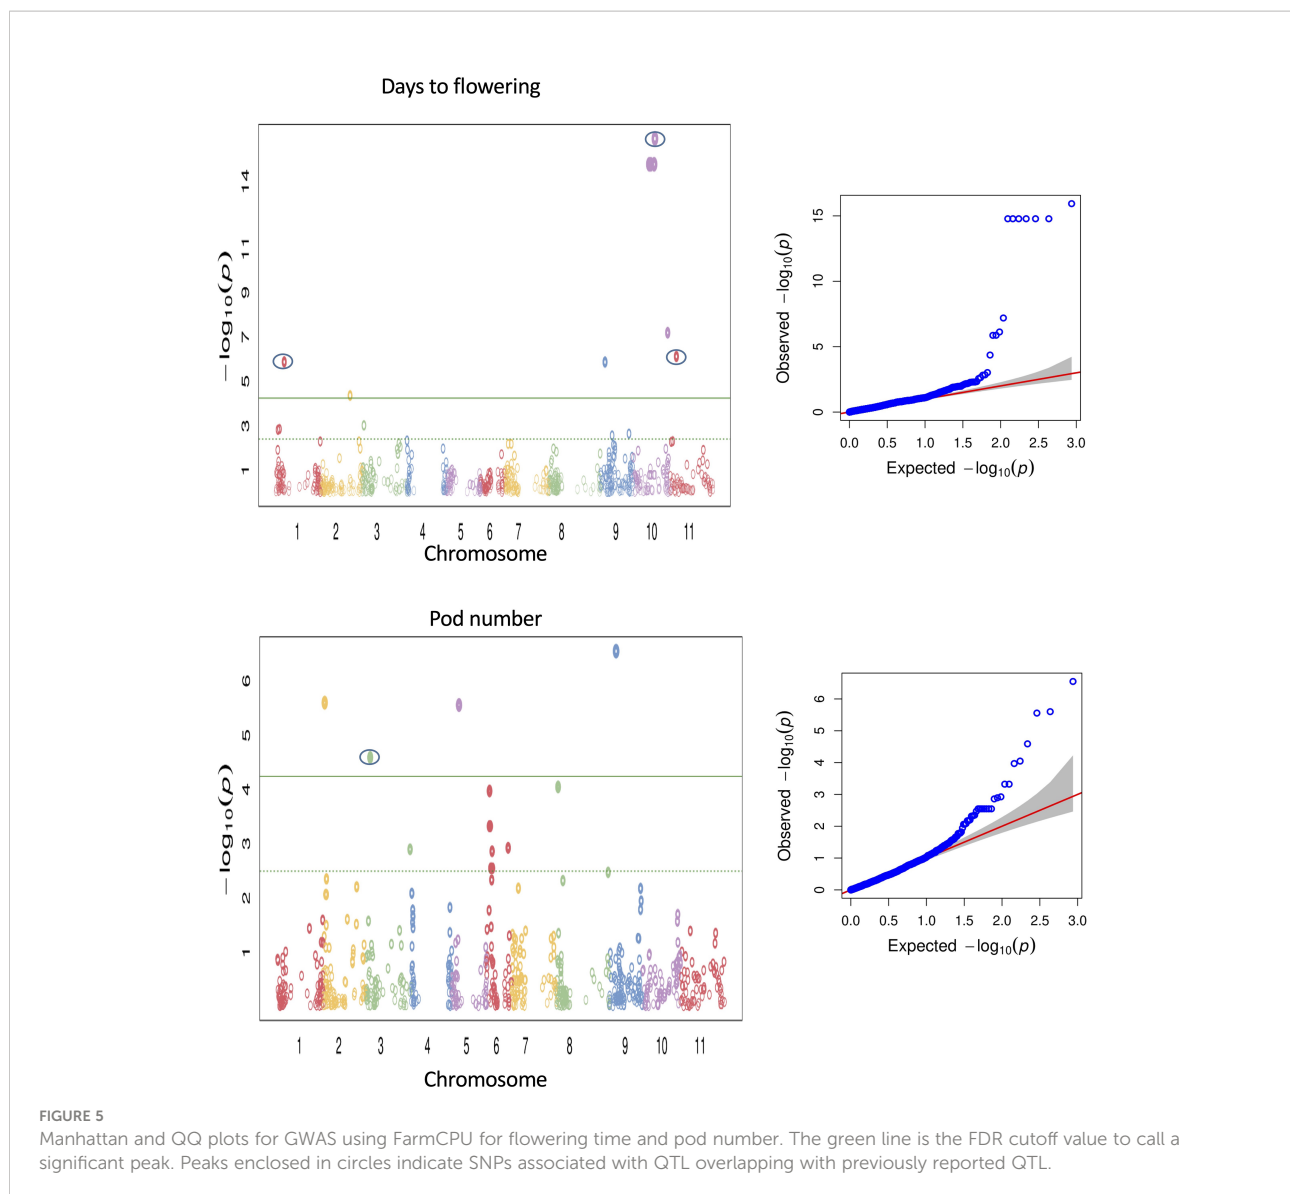 Days to flowering
−log10(p)
14
11
9
7
5
3
1
1 2 3 4 5 6 7 8 9 10 11
Chromosome
Observed −log10(p)
15
10
5
0
0.0 0.5 1.0 1.5 2.0 2.5 3.0
Expected −log10(p)
Pod number
−log10(p)
6
5
4
3
2
1
1 2 3 4 5 6 7 8 9 10 11
Chromosome
Observed −log10(p)
6
5
4
3
2
1
0
0.0 0.5 1.0 1.5 2.0 2.5 3.0
Expected −log10(p)
FIGURE 5
Manhattan and QQ plots for GWAS using FarmCPU for flowering time and pod number. The green line is the FDR cutoff value to call a
significant peak. Peaks enclosed in circles indicate SNPs associated with QTL overlapping with previously reported QTL.